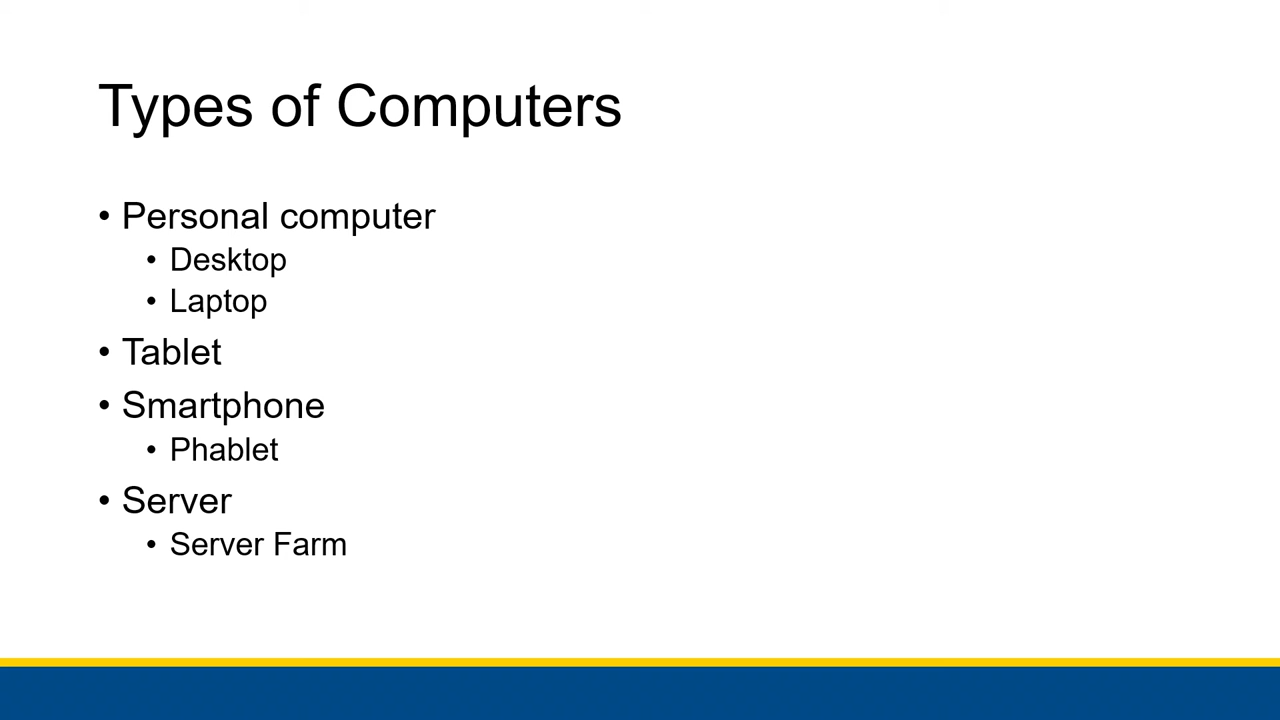 Types of Computers
• Personal computer
• Desktop
• Laptop
• Tablet
• Smartphone
• Phablet
• Server
• Server Farm